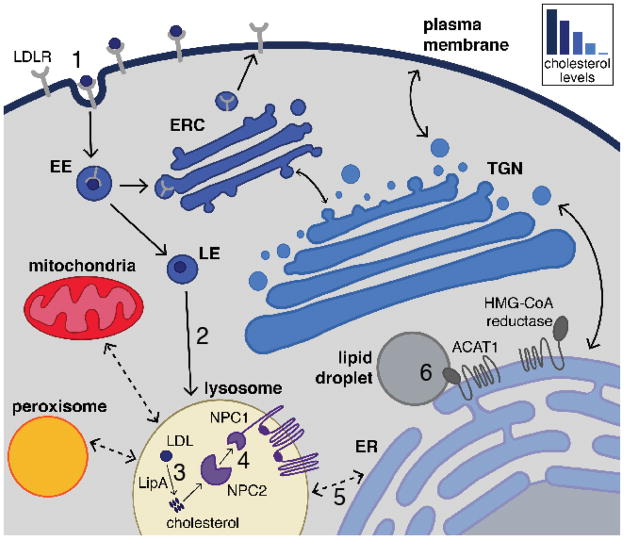 plasma
membrane
cholesterol
levels
LDLR
1
ERC
EE
TGN
LE
mitochondria
HMG-CoA
reductase
2
ACAT1
lipid
droplet
6
lysosome
peroxisome
NPC1
LDL
3
4
ER
LipA
NPC2
5
cholesterol